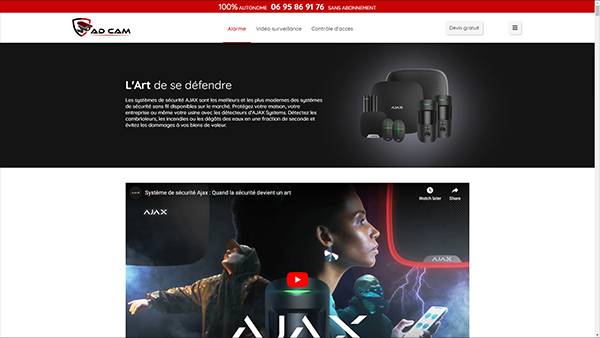 100% AUTONOME 06 95 86 91 76 SANS ABONNEMENT
AD CAM
Alarme Vidéo surveillance Contrôle d'acces Devis gratuit
L'Art de se défendre
Les systèmes de sécurité AJAX sont les meilleurs et les plus modernes des systèmes
de sécurité sans fil disponibles sur le marché. Protégez votre maison, votre
entreprise ou même votre usine avec les détecteurs d'AJAX Systems. Détectez les
cambrioleurs, les incendies ou les dégâts des eaux en une fraction de seconde et
évitez les dommages à vos biens de valeur.
AJAX
Système de sécurité Ajax : Quand la sécurité devient un art
Watch later Share
AJAX
AJAX
AJAX